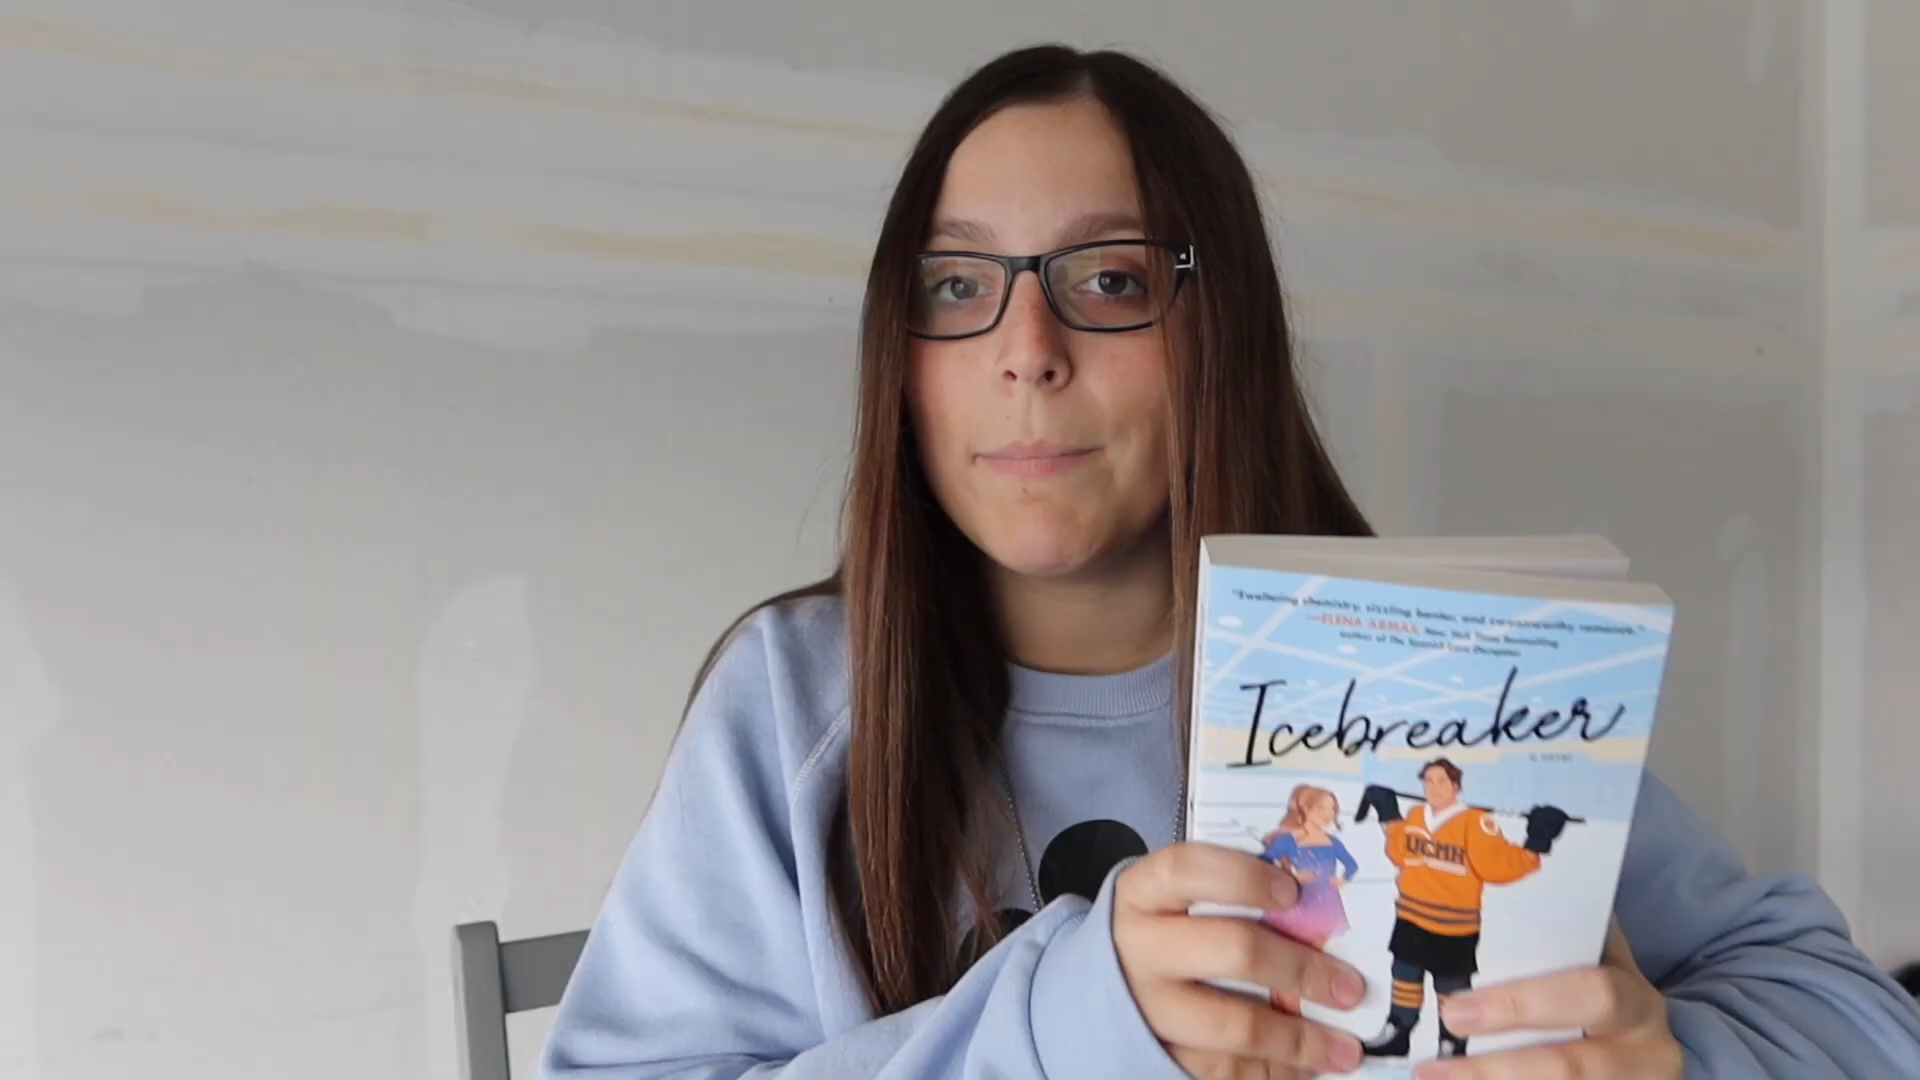 "Sweltering chemistry, sizzling banter, and swoonworthy romance."
—ELENA ARMAS, New York Times Bestselling
Author of The Spanish Love Deception
Icebreaker
A NOVEL
UCMH